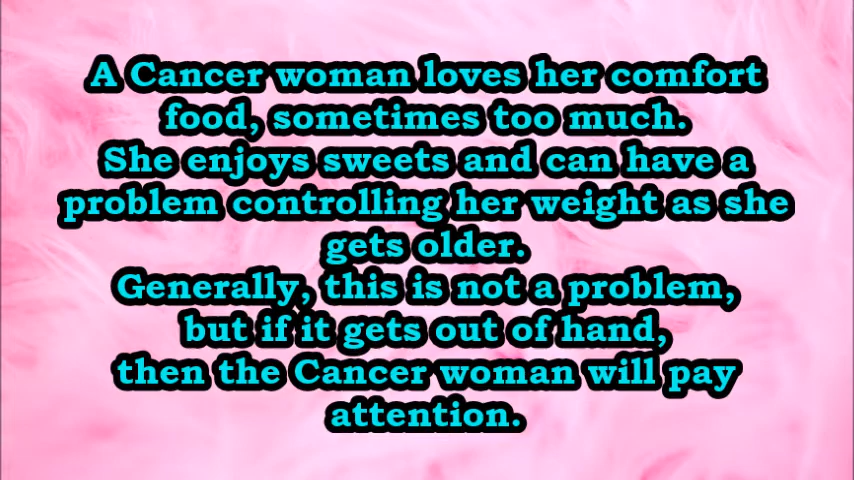 A Cancer woman loves her comfort
food, sometimes too much.
She enjoys sweets and can have a
problem controlling her weight as she
gets older.
Generally, this is not a problem,
but if it gets out of hand,
then the Cancer woman will pay
attention.